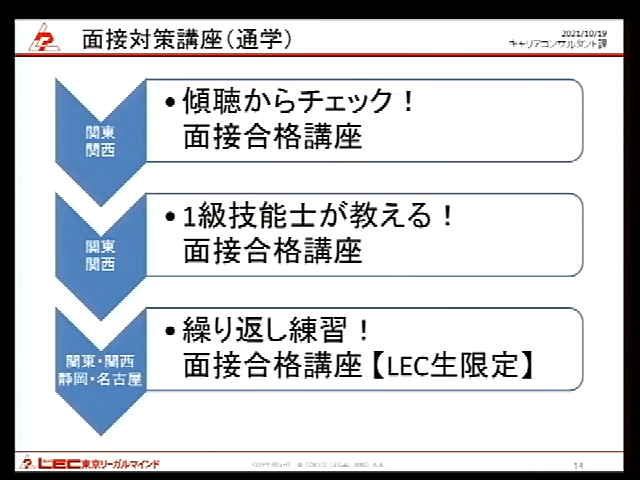 面接対策講座（通学）
2021/10/19
キャリアコンサルタント課
関東
関西
• 傾聴からチェック！
面接合格講座
関東
関西
• 1級技能士が教える！
面接合格講座
関東・関西
静岡・名古屋
• 繰り返し練習！
面接合格講座【LEC生限定】
LEC東京リーガルマインド
COPYRIGHT © TOKYO LEGAL MIND K.K.
14